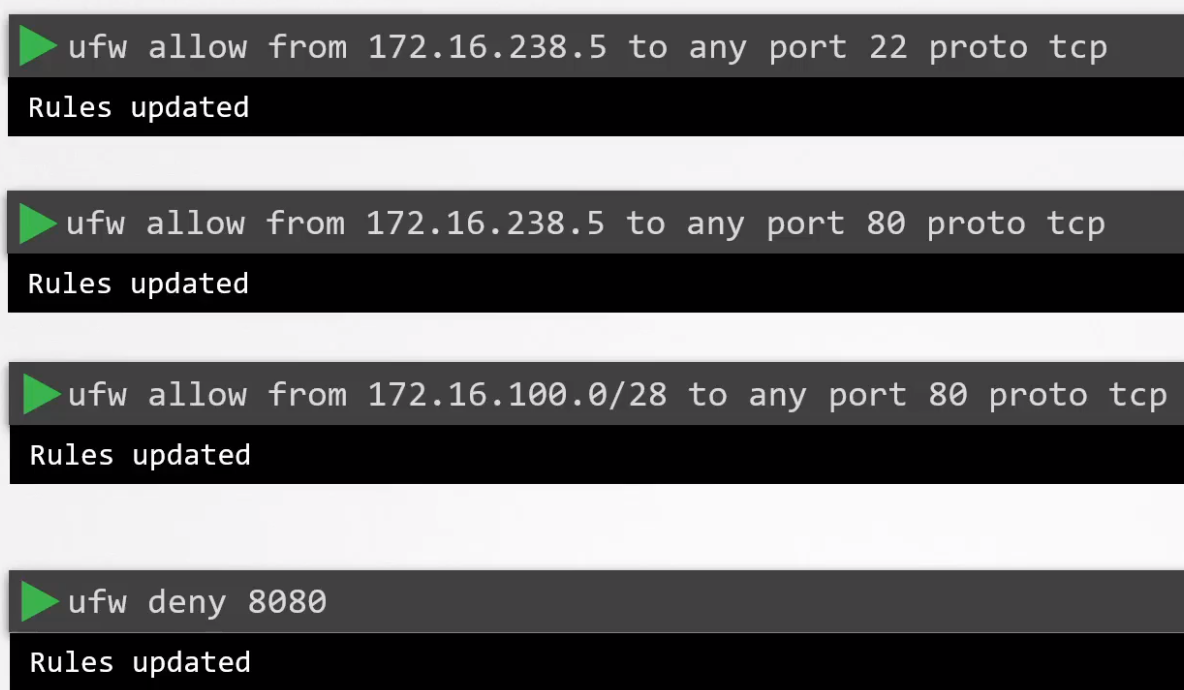 ufw allow from 172.16.238.5 to any port 22 proto tcp
Rules updated
ufw allow from 172.16.238.5 to any port 80 proto tcp
Rules updated
ufw allow from 172.16.100.0/28 to any port 80 proto tcp
Rules updated
ufw deny 8080
Rules updated